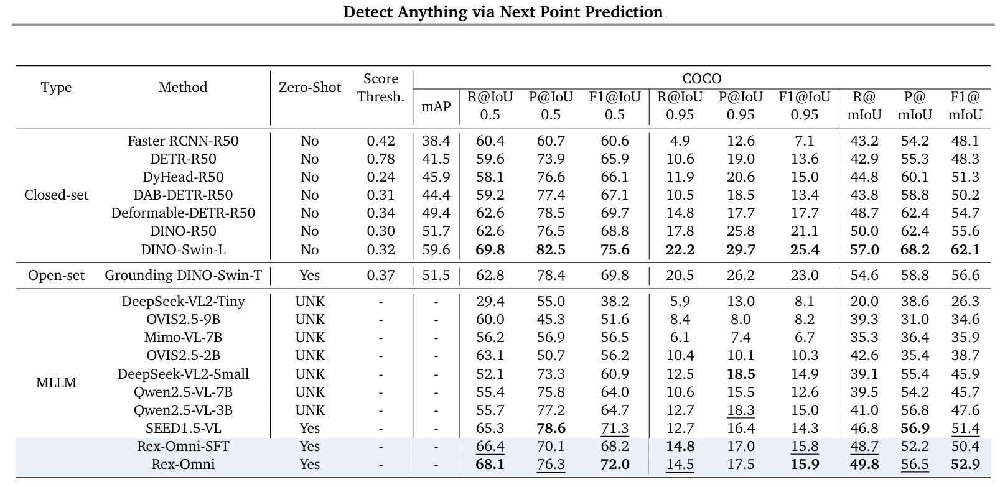 Detect Anything via Next Point Prediction
Type Method Zero-Shot Score Thresh. COCO
mAP R@IoU 0.5 P@IoU 0.5 F1@IoU 0.5 R@IoU 0.95 P@IoU 0.95 F1@IoU 0.95 R@ mIoU P@ mIoU F1@ mIoU
Faster RCNN-R50 No 0.42 38.4 60.4 60.7 60.6 4.9 12.6 7.1 43.2 54.2 48.1
DETR-R50 No 0.78 41.5 59.6 73.9 65.9 10.6 19.0 13.6 42.9 55.3 48.3
DyHead-R50 No 0.24 45.9 58.1 76.6 66.1 11.9 20.6 15.0 44.8 60.1 51.3
Closed-set DAB-DETR-R50 No 0.31 44.4 59.2 77.4 67.1 10.5 18.5 13.4 43.8 58.8 50.2
Deformable-DETR-R50 No 0.34 49.4 62.6 78.5 69.7 14.8 17.7 17.7 48.7 62.4 54.7
DINO-R50 No 0.30 51.7 62.6 76.5 68.8 17.8 25.8 21.1 50.0 62.4 55.6
DINO-Swin-L No 0.32 59.6 69.8 82.5 75.6 22.2 29.7 25.4 57.0 68.2 62.1
Open-set Grounding DINO-Swin-T Yes 0.37 51.5 62.8 78.4 69.8 20.5 26.2 23.0 54.6 58.8 56.6
DeepSeek-VL2-Tiny UNK - - 29.4 55.0 38.2 5.9 13.0 8.1 20.0 38.6 26.3
OVIS2.5-9B UNK - - 60.0 45.3 51.6 8.4 8.0 8.2 39.3 31.0 34.6
Mimo-VL-7B UNK - - 56.2 56.9 56.5 6.1 7.4 6.7 35.3 36.4 35.9
OVIS2.5-2B UNK - - 63.1 50.7 56.2 10.4 10.1 10.3 42.6 35.4 38.7
MLLM DeepSeek-VL2-Small UNK - - 52.1 73.3 60.9 12.5 18.5 14.9 39.1 55.4 45.9
Qwen2.5-VL-7B UNK - - 55.4 75.8 64.0 10.6 15.5 12.6 39.5 54.2 45.7
Qwen2.5-VL-3B UNK - - 55.7 77.2 64.7 12.7 18.3 15.0 41.0 56.8 47.6
SEED1.5-VL Yes - - 65.3 78.6 71.3 12.7 16.4 14.3 46.8 56.9 51.4
Rex-Omni-SFT Yes - - 66.4 70.1 68.2 14.8 17.0 15.8 48.7 52.2 50.4
Rex-Omni Yes - - 68.1 76.3 72.0 14.5 17.5 15.9 49.8 56.5 52.9